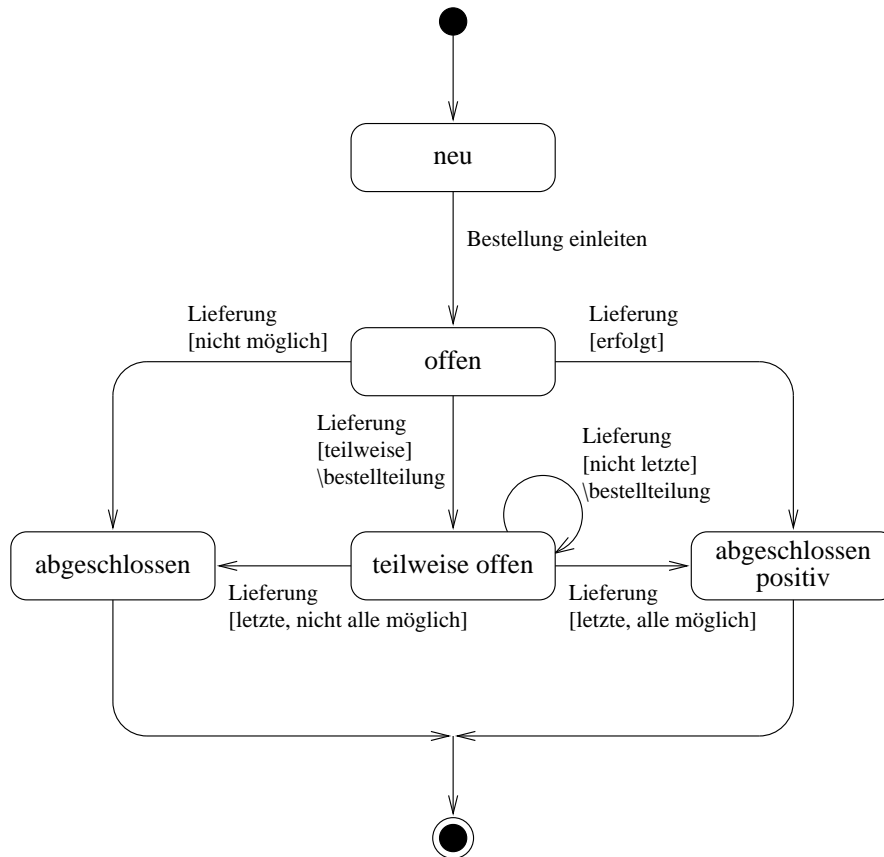 neu
Bestellung einleiten
Lieferung
[nicht möglich]
Lieferung
[erfolgt]
offen
Lieferung
[teilweise]
\bestellteilung
Lieferung
[nicht letzte]
\bestellteilung
abgeschlossen
teilweise offen
abgeschlossen
positiv
Lieferung
[letzte, nicht alle möglich]
Lieferung
[letzte, alle möglich]